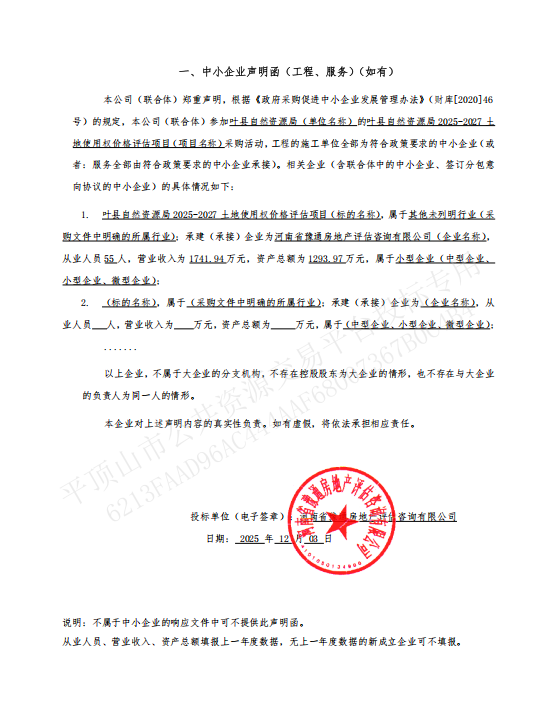 一、中小企业声明函（工程、服务）（如有）
本公司（联合体）郑重声明，根据《政府采购促进中小企业发展管理办法》（财库[2020]46
号）的规定，本公司（联合体）参加叶县自然资源局（单位名称）的叶县自然资源局2025-2027 土
地使用权价格评估项目（项目名称）采购活动，工程的施工单位全部为符合政策要求的中小企业（或
者：服务全部由符合政策要求的中小企业承接）。相关企业（含联合体中的中小企业、签订分包意
向协议的中小企业）的具体情况如下：
1. 叶县自然资源局2025-2027 土地使用权价格评估项目（标的名称），属于其他未列明行业（采
购文件中明确的所属行业）；承建（承接）企业为河南省豫通房地产评估咨询有限公司（企业名称），
从业人员55人，营业收入为 1741.94万元，资产总额为1293.97万元，属于小型企业（中型企业、
小型企业、微型企业）；
2. （标的名称），属于（采购文件中明确的所属行业）；承建（承接）企业为（企业名称），从
业人员___人，营业收入为____万元，资产总额为_____万元，属于（中型企业、小型企业、微型企业）；
.......
以上企业，不属于大企业的分支机构，不存在控股股东为大企业的情形，也不存在与大企业
的负责人为同一人的情形。
本企业对上述声明内容的真实性负责。如有虚假，将依法承担相应责任。
投标单位（电子签章）：河南省豫通房地产评估咨询有限公司
日期： 2025 年 12 月 03 日
河南省豫通房地产评估咨询有限公司
说明：不属于中小企业的响应文件中可不提供此声明函。
从业人员、营业收入、资产总额填报上一年度数据，无上一年度数据的新成立企业可不填报。
平顶山市公共资源交易平台投标专用